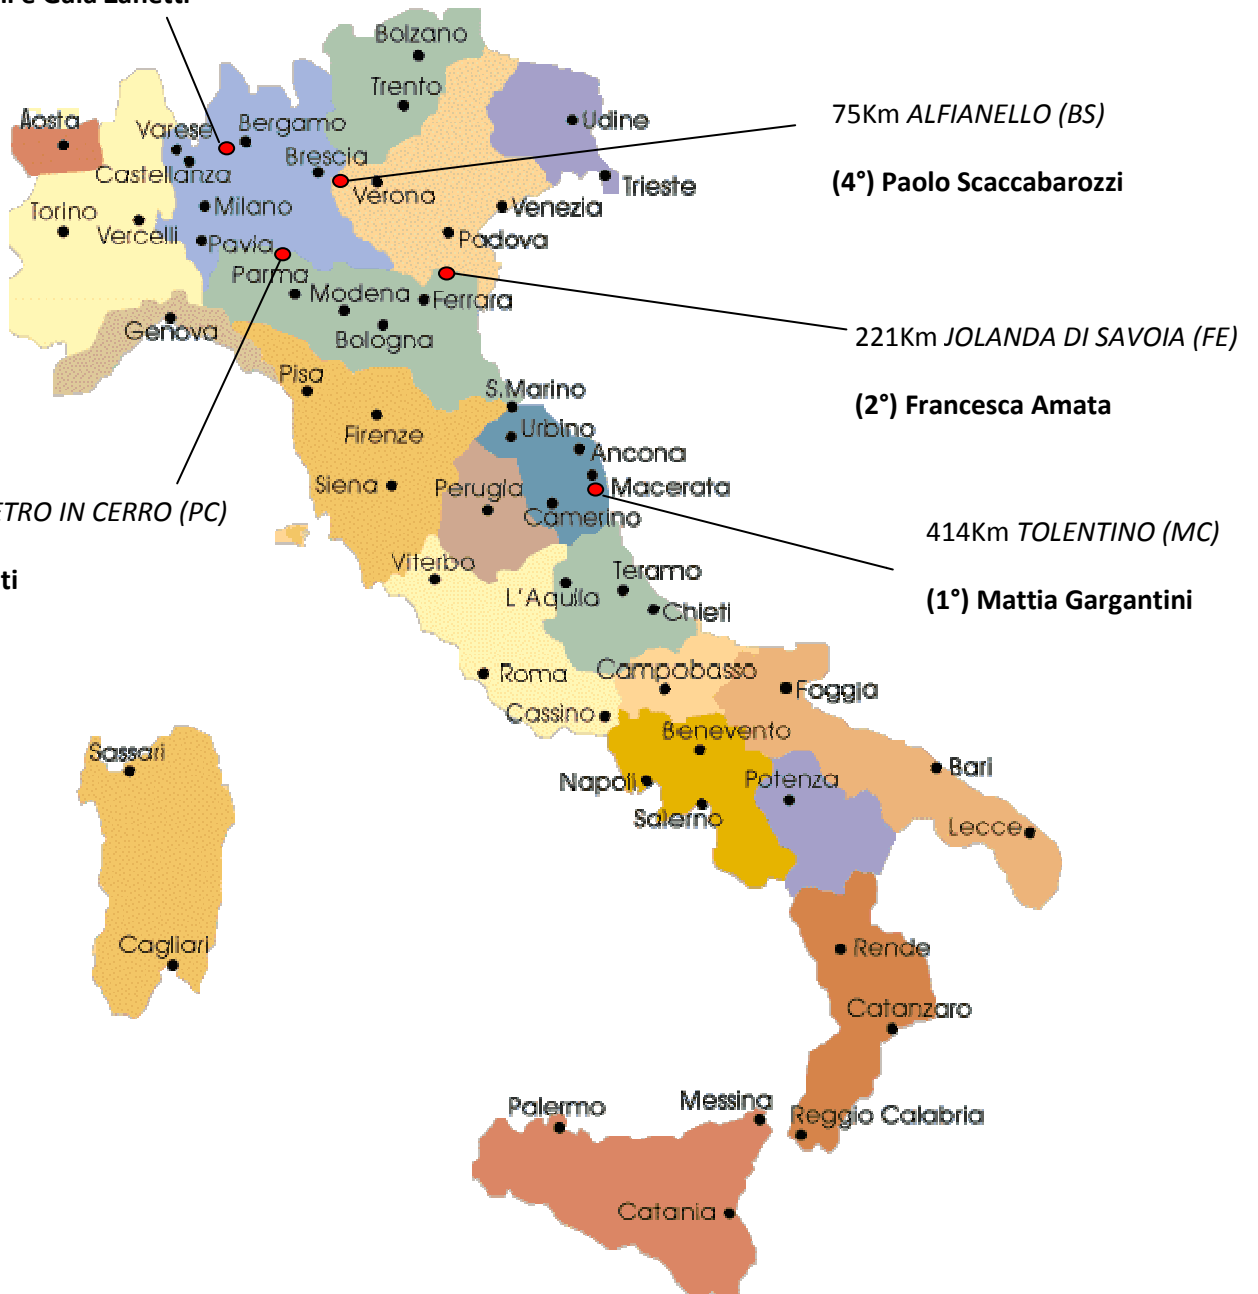 Gaia Zanetti
Bolzano
Trento
75Km ALFIANELLO (BS)
Aosta
Varese
Bergamo
Udine
Brescia
Castellanza
Verona
Trieste
(4°) Paolo Scaccabarozzi
Torino
Milano
Venezia
Vercelli
Pavia
Padova
Parma
Modena
Ferrara
Genova
Bologna
221Km JOLANDA DI SAVOIA (FE)
Pisa
S.Marino
(2°) Francesca Amata
Firenze
Urbino
Ancona
Siena
Perugia
Macerata
IN CERRO (PC)
Camerino
414Km TOLENTINO (MC)
Viterbo
Teramo
L'Aquila
Chieti
(1°) Mattia Gargantini
Roma
Campobasso
Foggia
Cassino
Benevento
Sassari
Napoli
Potenza
Bari
Salerno
Lecce
Cagliari
Rende
Catanzaro
Palermo
Messina
Reggio Calabria
Catania